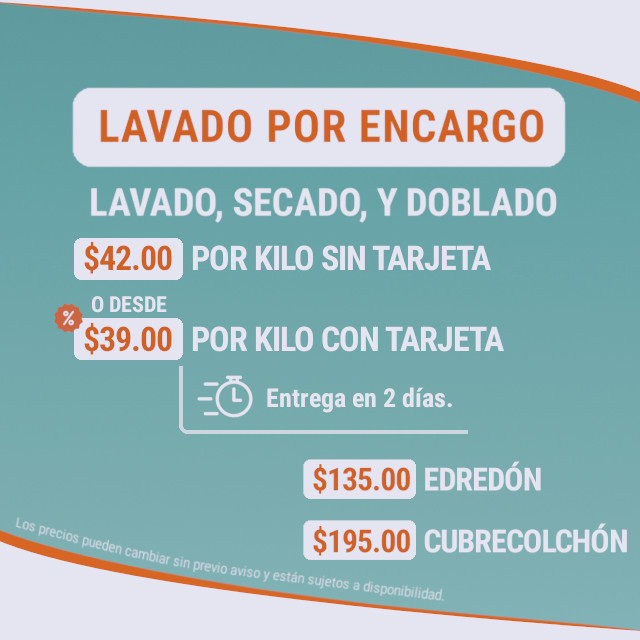 LAVADO POR ENCARGO
LAVADO, SECADO, Y DOBLADO
$42.00 POR KILO SIN TARJETA
O DESDE
%
$39.00 POR KILO CON TARJETA
Entrega en 2 días.
$135.00 EDREDÓN
$195.00 CUBRECOLCHÓN
Los precios pueden cambiar sin previo aviso y están sujetos a disponibilidad.